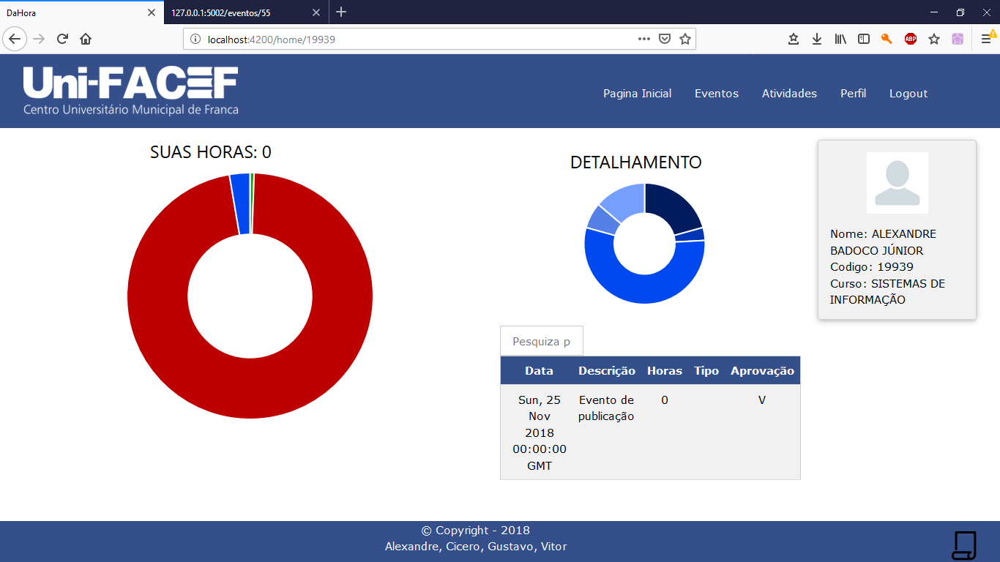 DaHora
127.0.0.1:5002/eventos/55
localhost:4200/home/19939
ABP
Uni-FACEF
Centro Universitário Municipal de Franca
Pagina Inicial
Eventos
Atividades
Perfil
Logout
SUAS HORAS: 0
DETALHAMENTO
Nome: ALEXANDRE
BADOCO JÚNIOR
Codigo: 19939
Curso: SISTEMAS DE
INFORMAÇÃO
Pesquiza p
Data Descrição Horas Tipo Aprovação
Sun, 25 Evento de 0 V
Nov publicação
2018
00:00:00
GMT
© Copyright - 2018
Alexandre, Cicero, Gustavo, Vitor